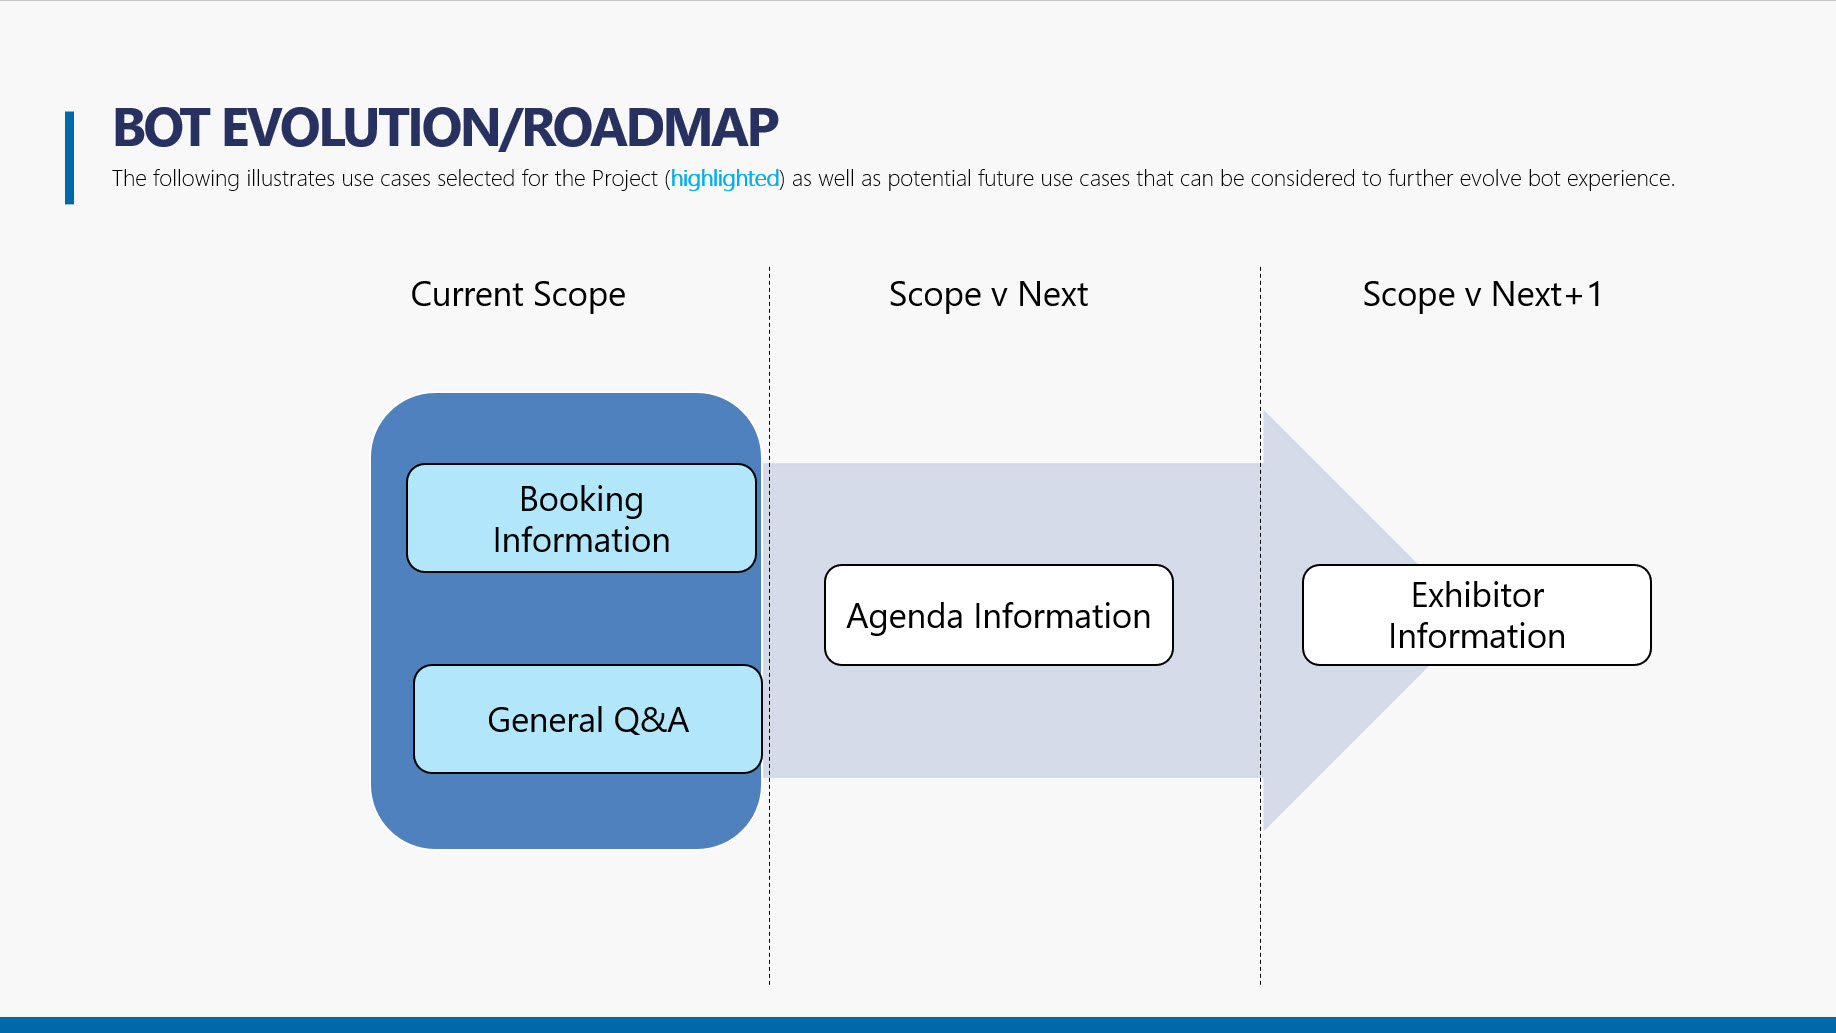 BOT EVOLUTION/ROADMAP
The following illustrates use cases selected for the Project (highlighted) as well as potential future use cases that can be considered to further evolve bot experience.
Current Scope
Scope v Next
Scope v Next+1
Booking
Information
General Q&A
Agenda Information
Exhibitor
Information